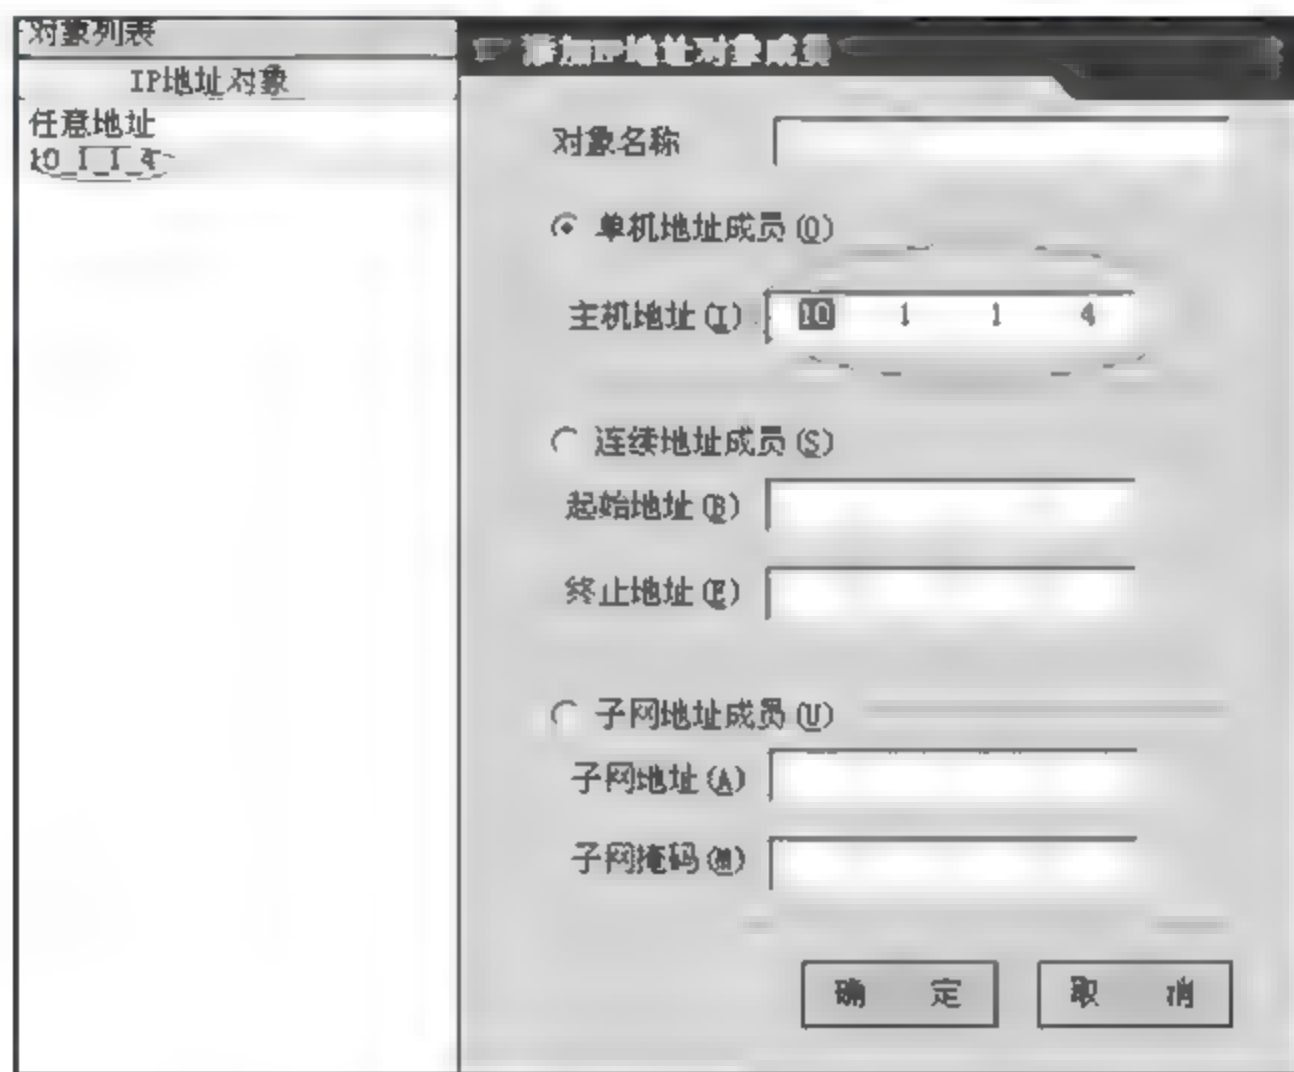 对象列表
IP地址对象
任意地址
10_1_1_4
添加IP地址对象成员
对象名称
单机地址成员(O)
主机地址(I) 10 1 1 4
连续地址成员(S)
起始地址(B)
终止地址(E)
子网地址成员(U)
子网地址(A)
子网掩码(M)
确 定
取 消